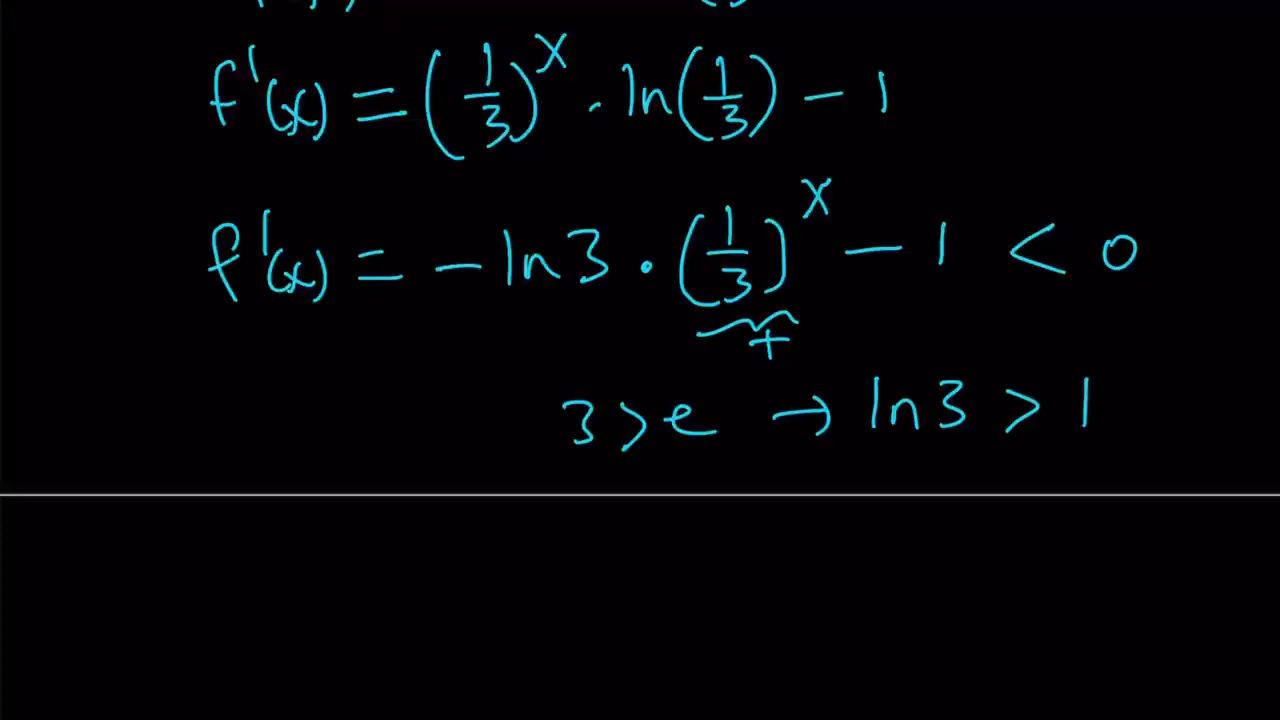 f'(x) = (1/3)^x · ln(1/3) − 1
f'(x) = −ln3 · (1/3)^x − 1 < 0
+
3 > e → ln3 > 1